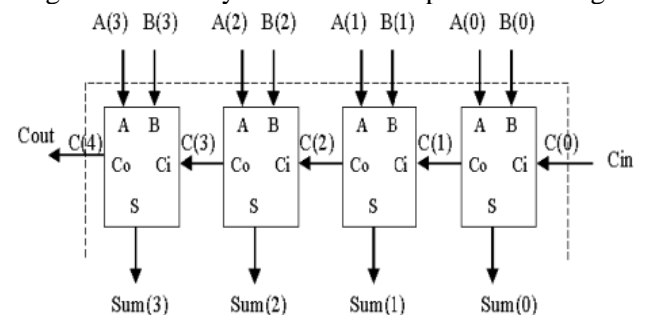 A(3) B(3) A(2) B(2) A(1) B(1) A(0) B(0)
A B A B A B A B
Cout C(4) C(3) C(2) C(1) C(0) Cin
Co Ci Co Ci Co Ci Co Ci
S S S S
Sum(3) Sum(2) Sum(1) Sum(0)